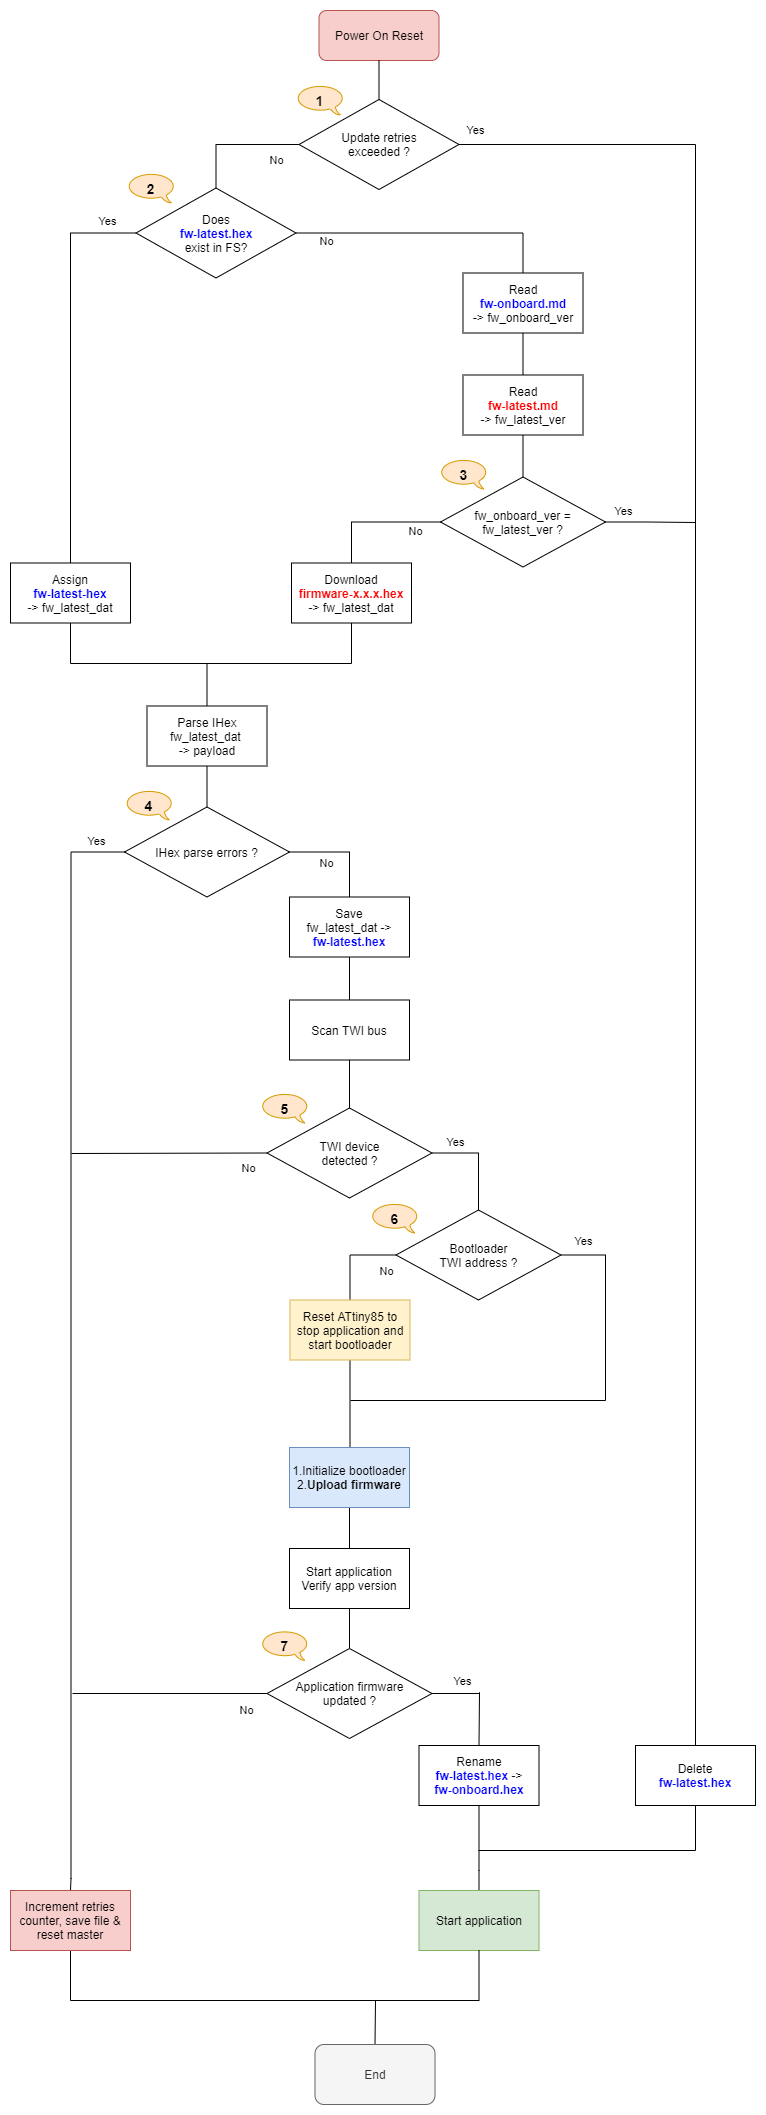 Power On Reset
1
Update retries
exceeded ?
Yes
No
2
Does
fw-latest.hex
exist in FS?
Yes
No
Read
fw-onboard.md
-> fw_onboard_ver
Read
fw-latest.md
-> fw_latest_ver
3
fw_onboard_ver =
fw_latest_ver ?
Yes
No
Assign
fw-latest-hex
-> fw_latest_dat
Download
firmware-x.x.x.hex
-> fw_latest_dat
Parse IHex
fw_latest_dat
-> payload
4
IHex parse errors ?
Yes
No
Save
fw_latest_dat ->
fw-latest.hex
Scan TWI bus
5
TWI device
detected ?
Yes
No
6
Bootloader
TWI address ?
Yes
No
Reset ATtiny85 to
stop application and
start bootloader
1.Initialize bootloader
2.Upload firmware
Start application
Verify app version
7
Application firmware
updated ?
Yes
No
Rename
fw-latest.hex ->
fw-onboard.hex
Delete
fw-latest.hex
Increment retries
counter, save file &
reset master
Start application
End